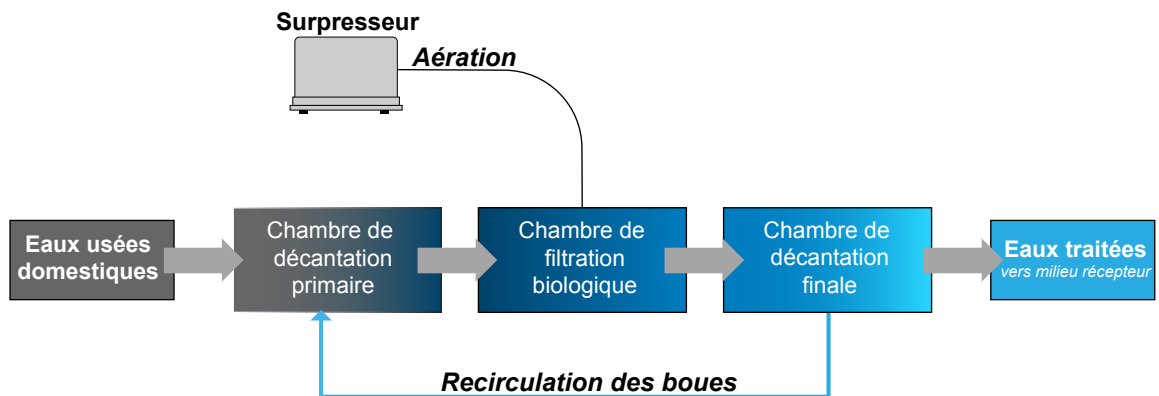 Surpresseur
Aération
Eaux usées
domestiques
Chambre de
décantation
primaire
Chambre de
filtration
biologique
Chambre de
décantation
finale
Eaux traitées
vers milieu récepteur
Recirculation des boues